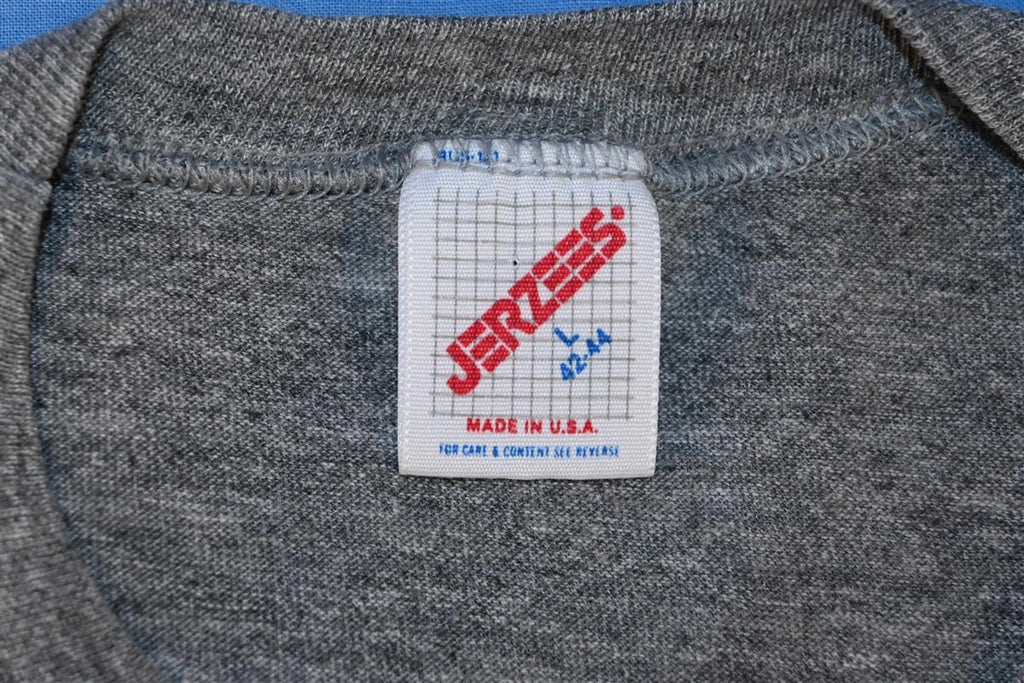 JERZEES
L
42-44
MADE IN U.S.A.
FOR CARE & CONTENT SEE REVERSE